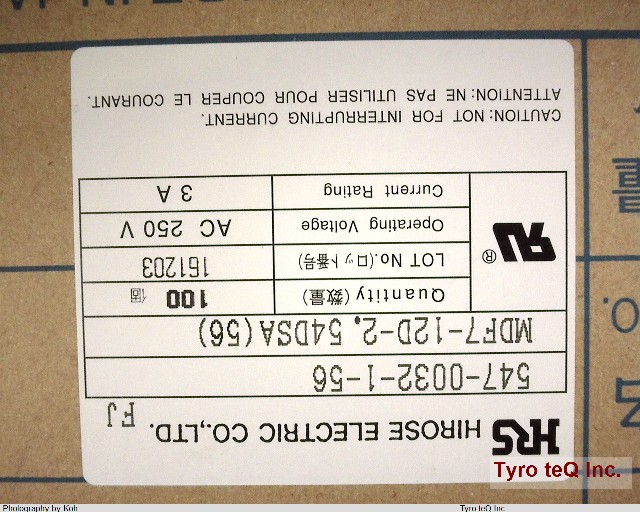 HRS HIROSE ELECTRIC CO.,LTD.
FJ
547-0032-1-56
MDF7-12D-2.54DSA(56)
Quantity (数量) 100 個
LOT No.(ロット番号) 161203
Operating Voltage AC 250 V
Current Rating 3 A
®
CAUTION: NOT FOR INTERRUPTING CURRENT.
ATTENTION: NE PAS UTILISER POUR COUPER LE COURANT.
Tyro teQ Inc.
Photography by Koh
Tyro teQ Inc